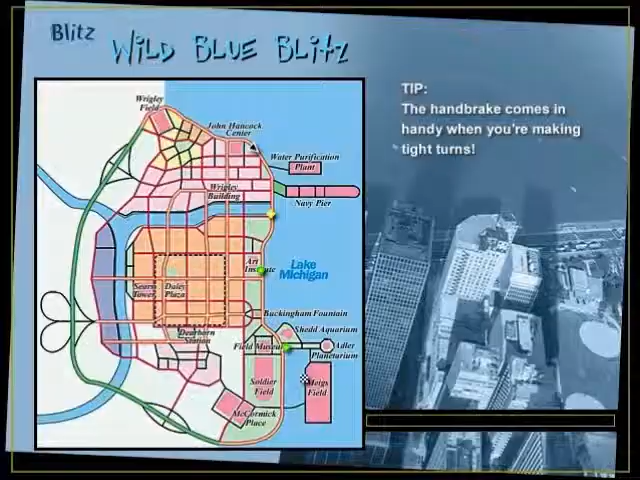 Blitz
Wild Blue Blitz
TIP:
The handbrake comes in
handy when you're making
tight turns!
Wrigley
Field
John Hancock
Center
Water Purification
Plant
Wrigley
Building
Navy Pier
Art
Institute
Lake
Michigan
Sears
Tower
Daley
Plaza
Buckingham Fountain
Dearborn
Station
Shedd Aquarium
Field Museum
Adler
Planetarium
Soldier
Field
Meigs
Field
McCormick
Place